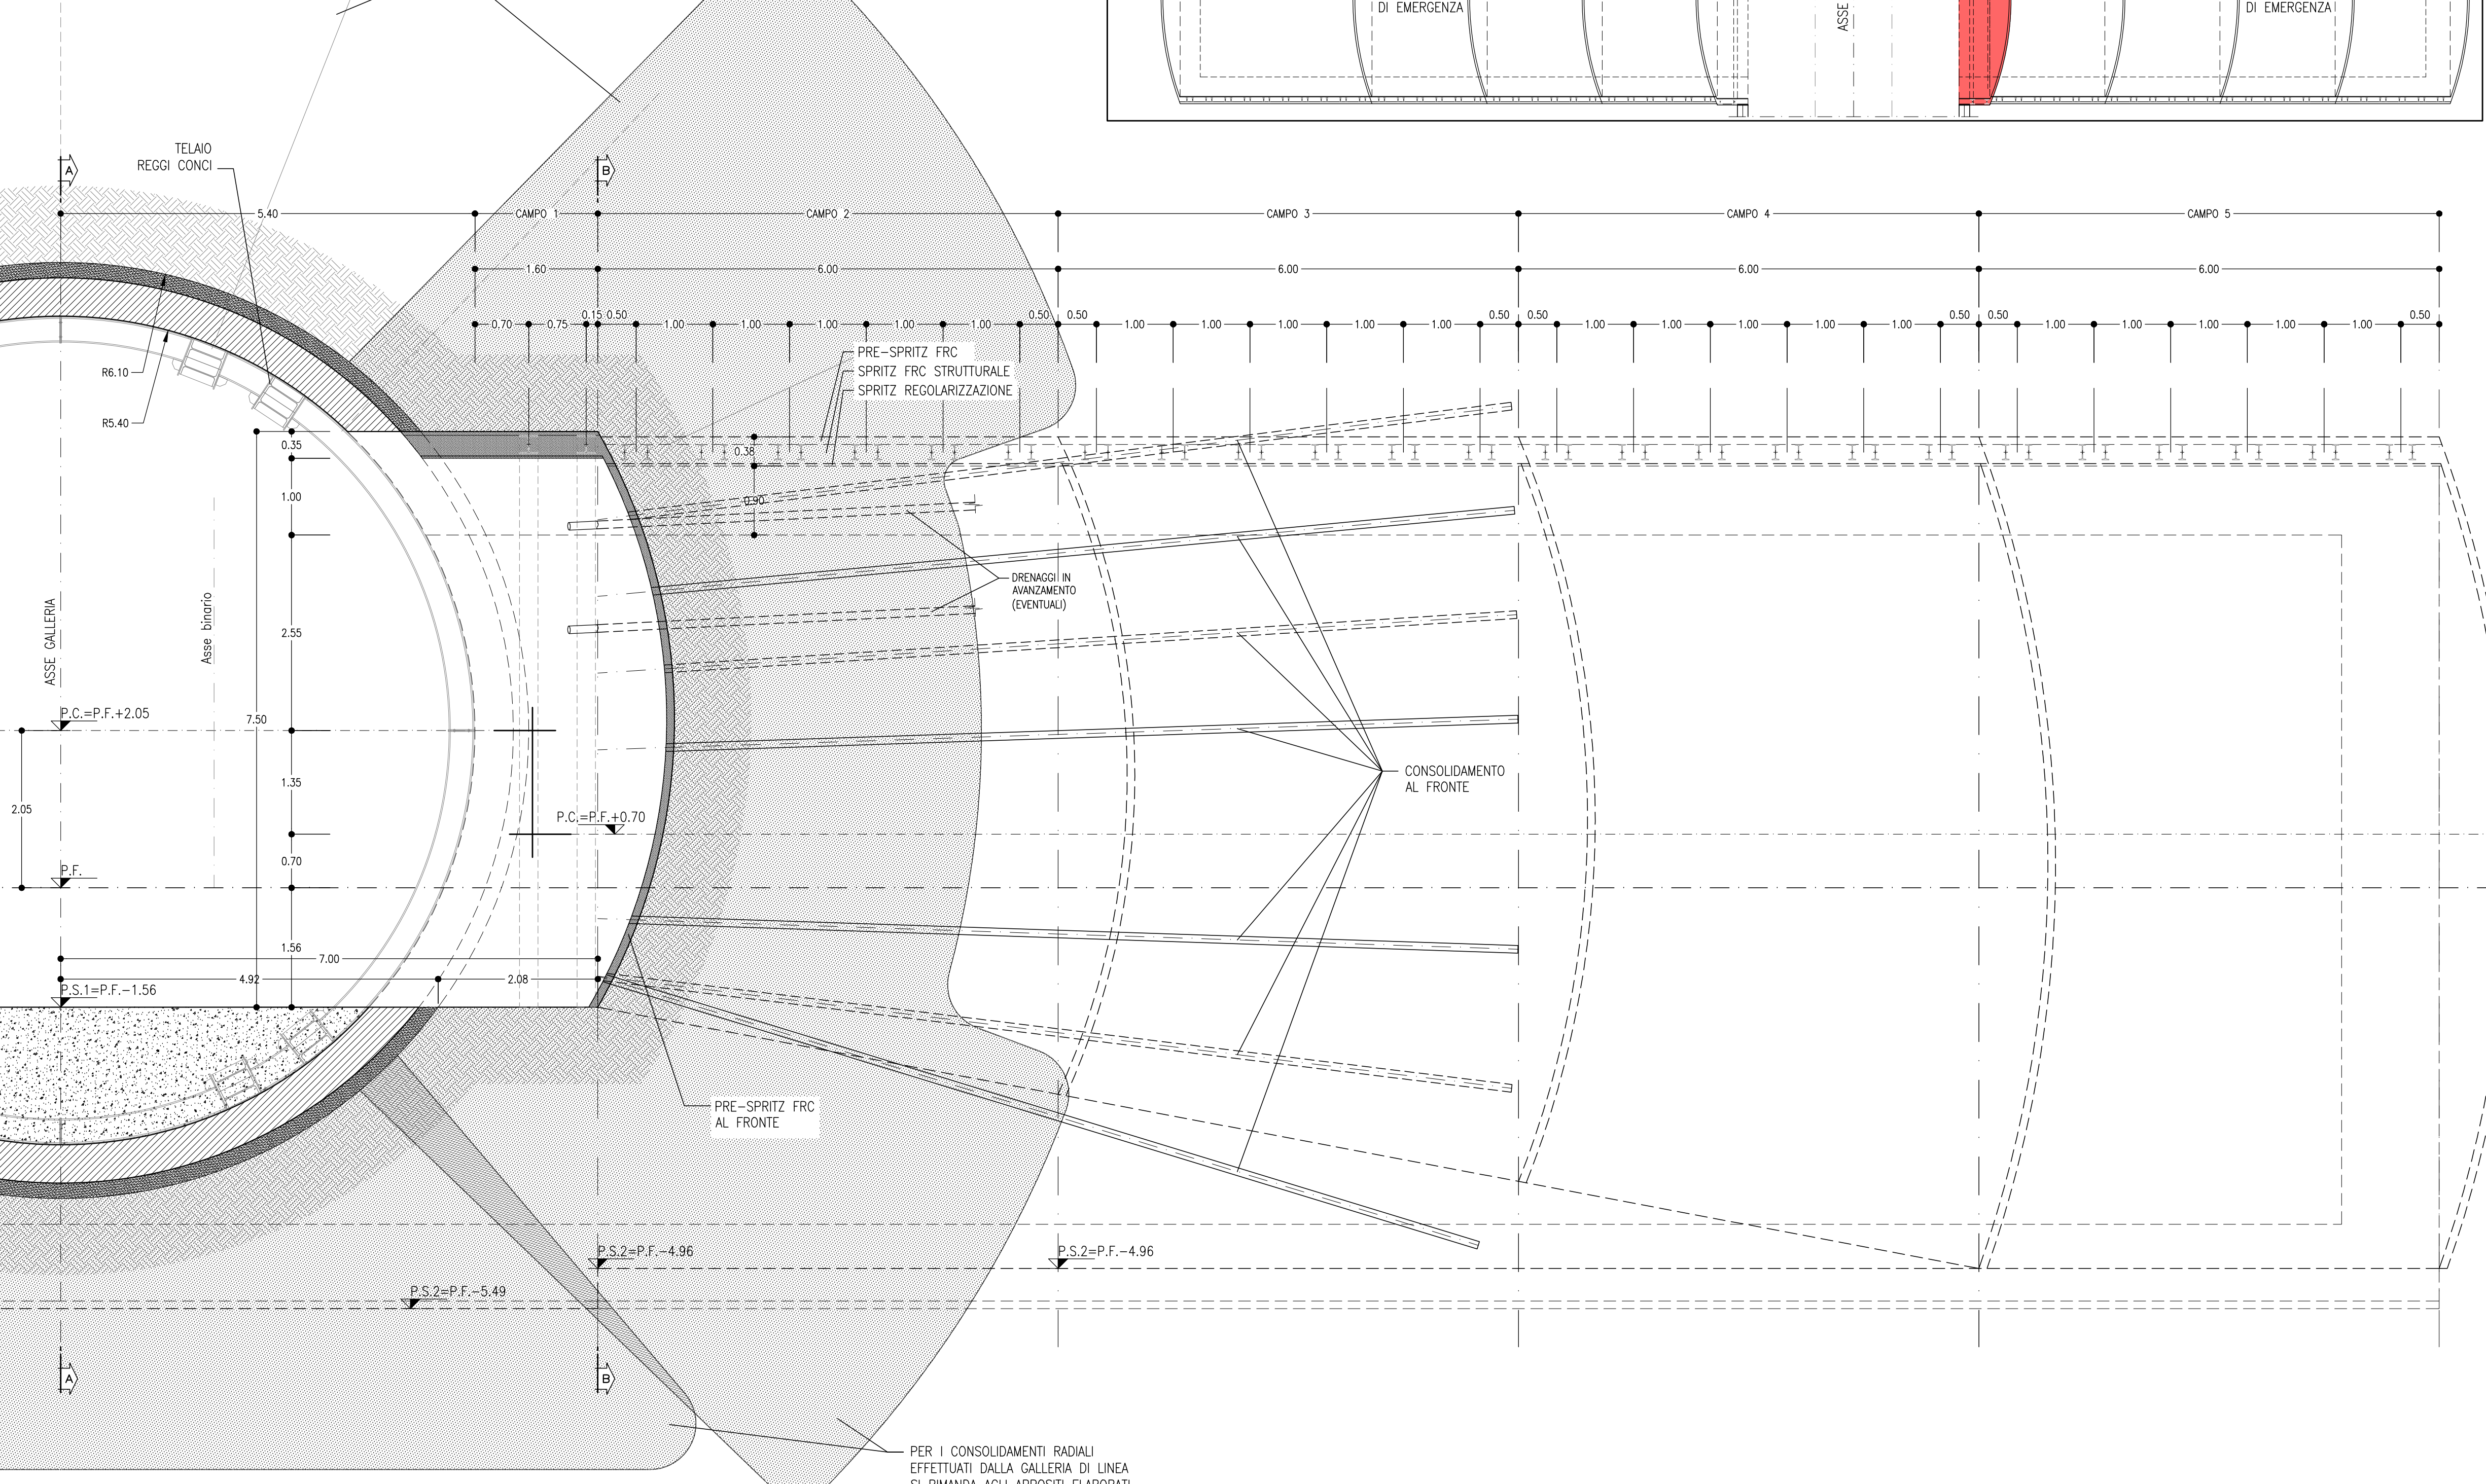 DI EMERGENZA
ASSE
DI EMERGENZA
TELAIO
REGGI CONCI
A
B
5.40
CAMPO 1
CAMPO 2
CAMPO 3
CAMPO 4
CAMPO 5
1.60
6.00
6.00
6.00
6.00
0.70
0.75
0.15
0.50
1.00
1.00
1.00
1.00
1.00
0.50
0.50
1.00
1.00
1.00
1.00
1.00
0.50
0.50
1.00
1.00
1.00
1.00
1.00
0.50
0.50
1.00
1.00
1.00
1.00
1.00
0.50
PRE-SPRITZ FRC
SPRITZ FRC STRUTTURALE
SPRITZ REGOLARIZZAZIONE
R6.10
R5.40
0.35
1.00
2.55
1.35
0.70
1.56
7.50
2.05
0.38
0.90
DRENAGGI IN
AVANZAMENTO
(EVENTUALI)
ASSE GALLERIA
Asse binario
P.C.=P.F.+2.05
P.C.=P.F.+0.70
P.F.
CONSOLIDAMENTO
AL FRONTE
7.00
4.92
2.08
P.S.1=P.F.-1.56
PRE-SPRITZ FRC
AL FRONTE
P.S.2=P.F.-4.96
P.S.2=P.F.-4.96
P.S.2=P.F.-5.49
A
B
PER I CONSOLIDAMENTI RADIALI
EFFETTUATI DALLA GALLERIA DI LINEA
SI RIMANDA AGLI APPOSITI ELABORATI